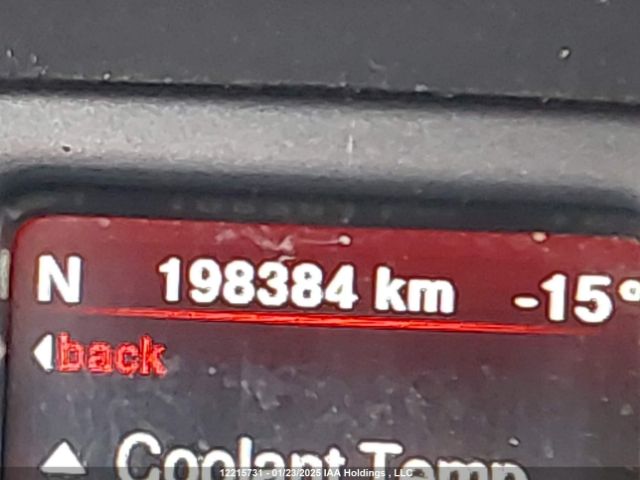 N 198384 km -15°
back
Coolant Temp
12215731 - 01/23/2025 IAA Holdings , LLC